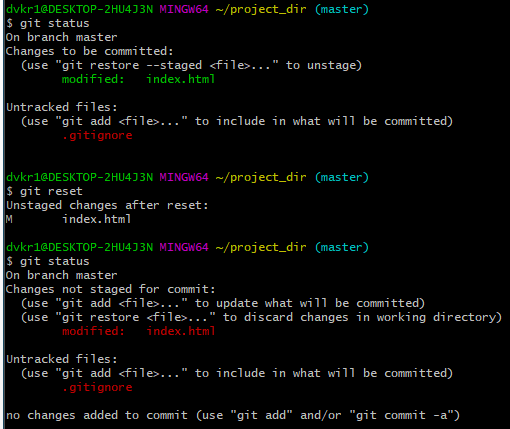 dvkr1@DESKTOP-2HU4J3N MINGW64 ~/project_dir (master)
$ git status
On branch master
Changes to be committed:
  (use "git restore --staged <file>..." to unstage)
        modified:   index.html

Untracked files:
  (use "git add <file>..." to include in what will be committed)
        .gitignore

dvkr1@DESKTOP-2HU4J3N MINGW64 ~/project_dir (master)
$ git reset
Unstaged changes after reset:
M       index.html

dvkr1@DESKTOP-2HU4J3N MINGW64 ~/project_dir (master)
$ git status
On branch master
Changes not staged for commit:
  (use "git add <file>..." to update what will be committed)
  (use "git restore <file>..." to discard changes in working directory)
        modified:   index.html

Untracked files:
  (use "git add <file>..." to include in what will be committed)
        .gitignore

no changes added to commit (use "git add" and/or "git commit -a")